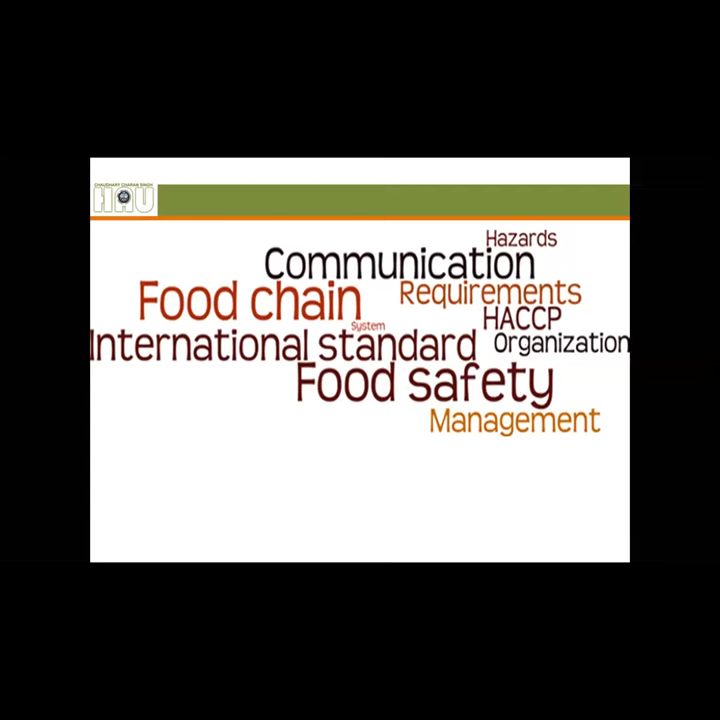 CHAUDHARY CHARAN SINGH
HAU
Hazards
Communication
Food chain
Requirements
System
HACCP
International standard
Organization
Food safety
Management